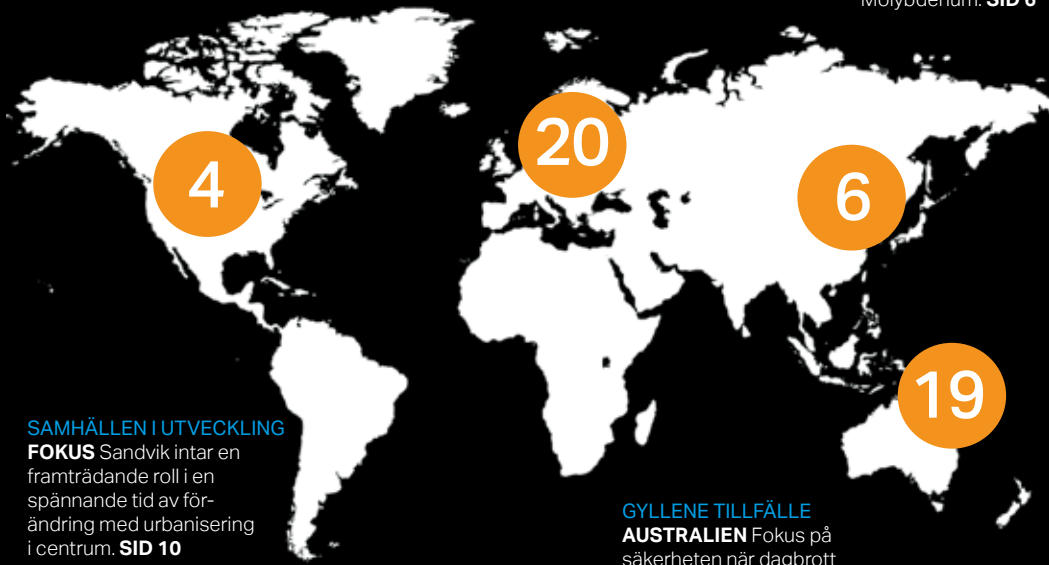 Molybdenum. SID 6
20
4
6
19
SAMHÄLLEN I UTVECKLING
FOKUS Sandvik intar en
framträdande roll i en
spännande tid av för-
ändring med urbanisering
i centrum. SID 10
GYLLENE TILLFÄLLE
AUSTRALIEN Fokus på
säkerheten när dagbrott